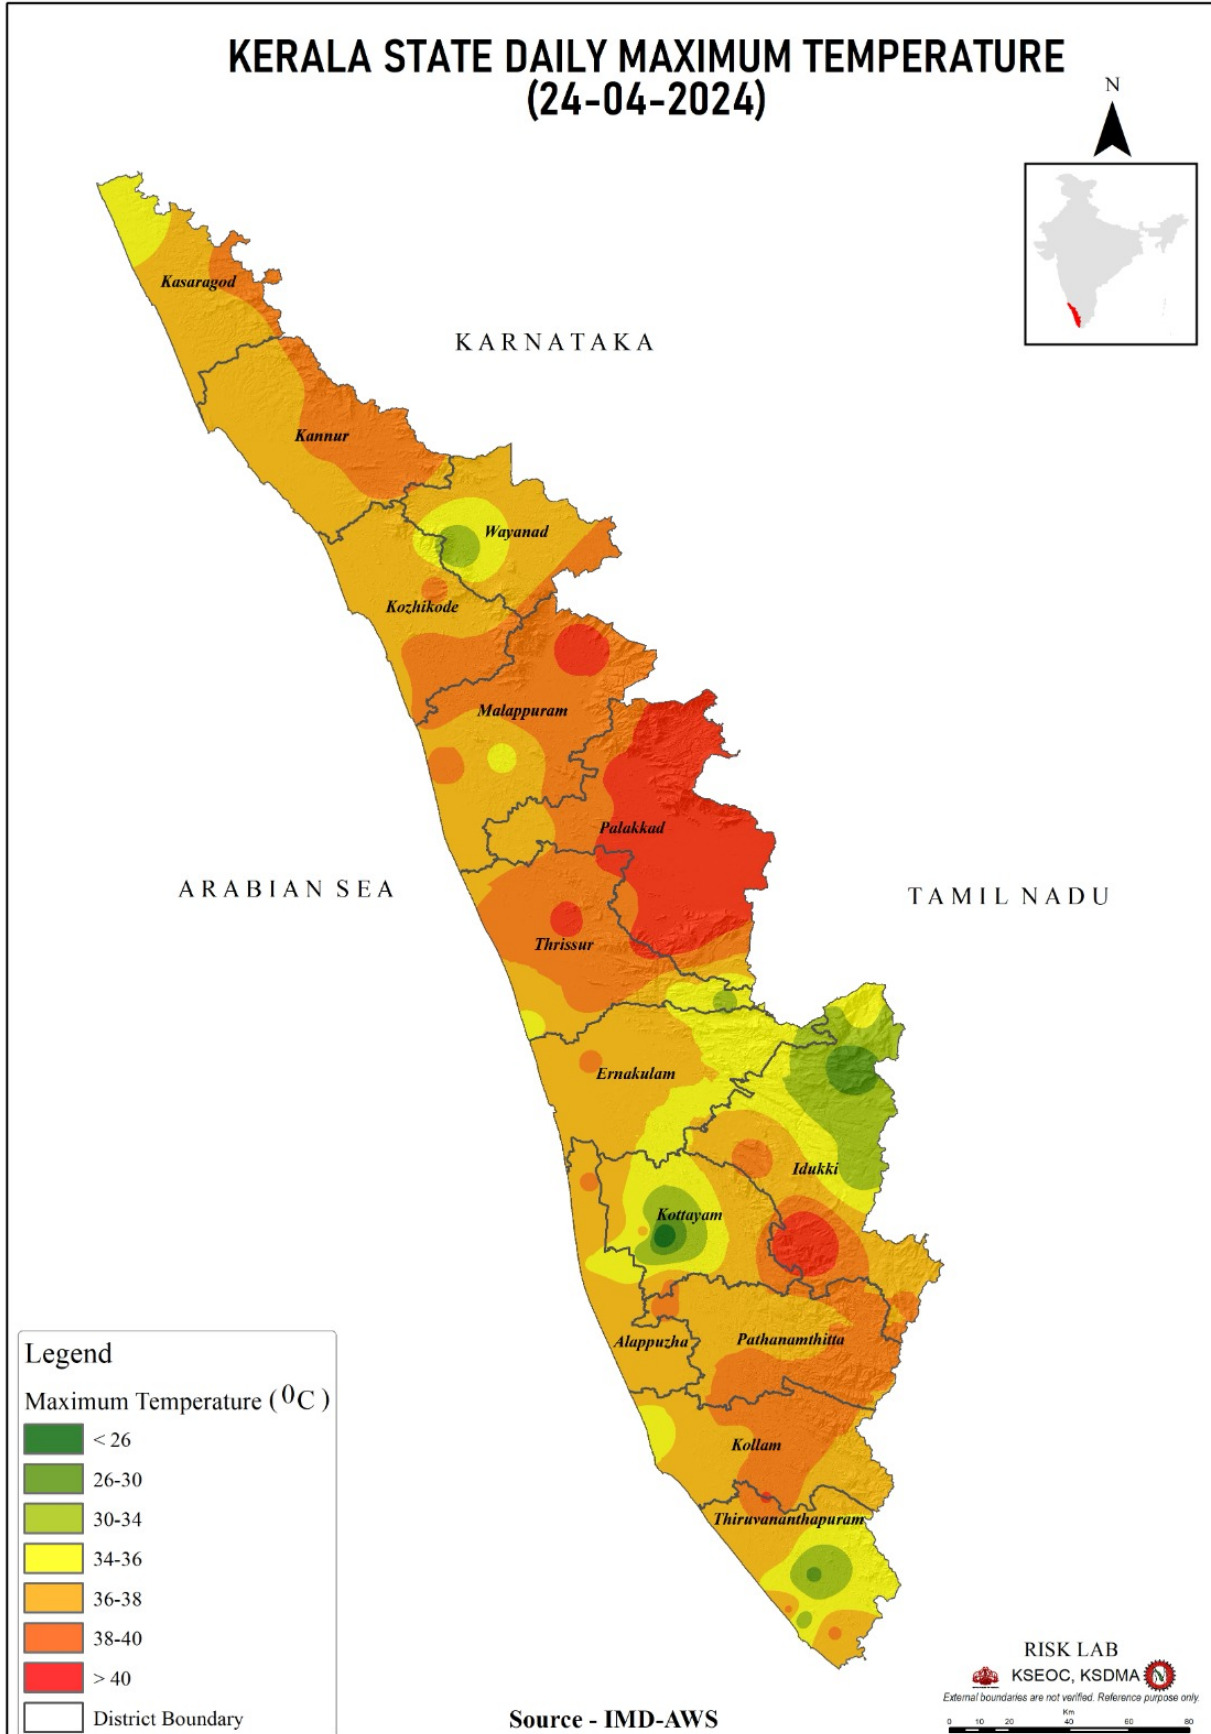 KERALA STATE DAILY MAXIMUM TEMPERATURE
(24-04-2024)
N
Kasaragod
KARNATAKA
Kannur
Wayanad
Kozhikode
Malappuram
Palakkad
ARABIAN SEA
TAMIL NADU
Thrissur
Ernakulam
Idukki
Kottayam
Alappuzha
Pathanamthitta
Kollam
Thiruvananthapuram
Legend
Maximum Temperature (⁰C)
< 26
26-30
30-34
34-36
36-38
38-40
> 40
District Boundary
RISK LAB
KSEOC, KSDMA
External boundaries are not verified. Reference purpose only.
Km
0 10 20 40 60 80
Source - IMD-AWS